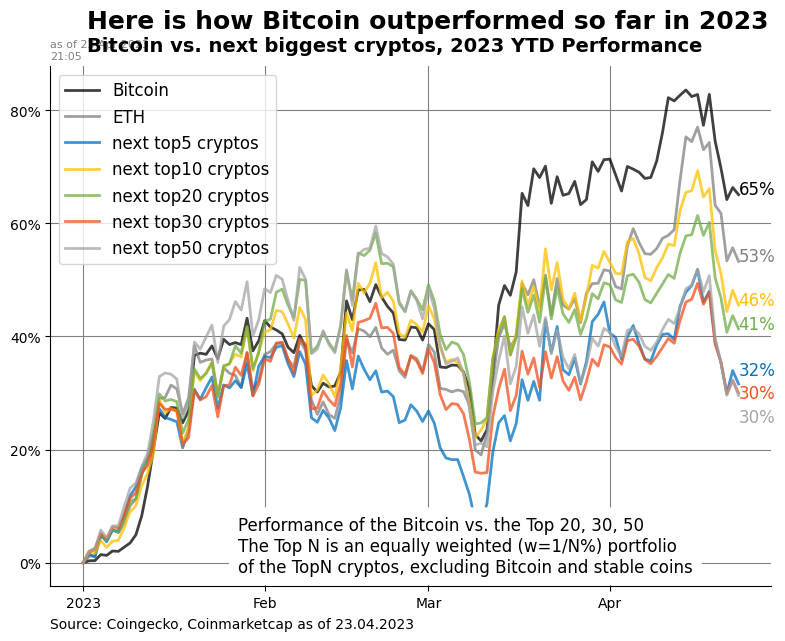 Here is how Bitcoin outperformed so far in 2023
Bitcoin vs. next biggest cryptos, 2023 YTD Performance
as of
21:05
Bitcoin
ETH
next top5 cryptos
next top10 cryptos
next top20 cryptos
next top30 cryptos
next top50 cryptos
80%
60%
40%
20%
0%
65%
53%
46%
41%
32%
30%
30%
Performance of the Bitcoin vs. the Top 20, 30, 50
The Top N is an equally weighted (w=1/N%) portfolio
of the TopN cryptos, excluding Bitcoin and stable coins
2023
Feb
Mar
Apr
Source: Coingecko, Coinmarketcap as of 23.04.2023